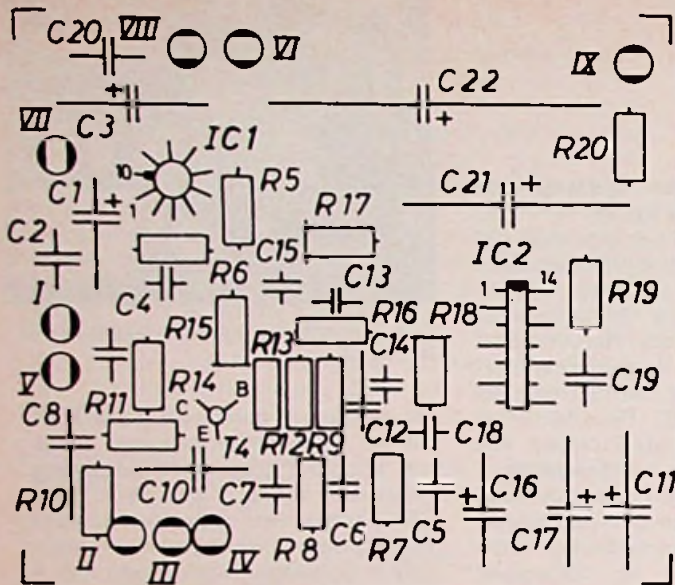 C20 VIII VI IX
+ C22
VII C3 IC1 + R20
10 R5 C21 +
C1 + 1 R17
C2 C15 IC2
I C4 R6 C13 1 14
R15 R16 R18 R19
V R13 C14
R11 R14 B C19
C8 C
E T4 R12 R9 C12 C18
R10 C10 C7 C6 C5 + C16 + + C11
II III IV R8 R7 C17